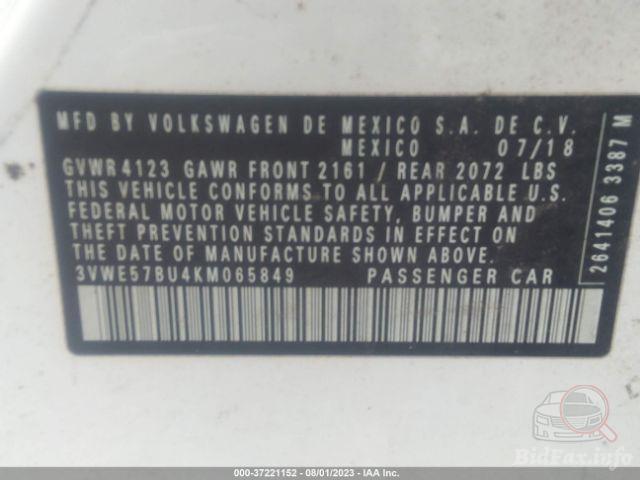 MFD BY VOLKSWAGEN DE MEXICO S.A. DE C.V.
MEXICO 07/18
GVWR 4123 GAWR FRONT 2161 / REAR 2072 LBS
THIS VEHICLE CONFORMS TO ALL APPLICABLE U.S.
FEDERAL MOTOR VEHICLE SAFETY, BUMPER AND
THEFT PREVENTION STANDARDS IN EFFECT ON
THE DATE OF MANUFACTURE SHOWN ABOVE.
3VWE57BU4KM065849 PASSENGER CAR
2641406 3387 M
BidFax.info
000-37221152 - 08/01/2023 - IAA Inc.